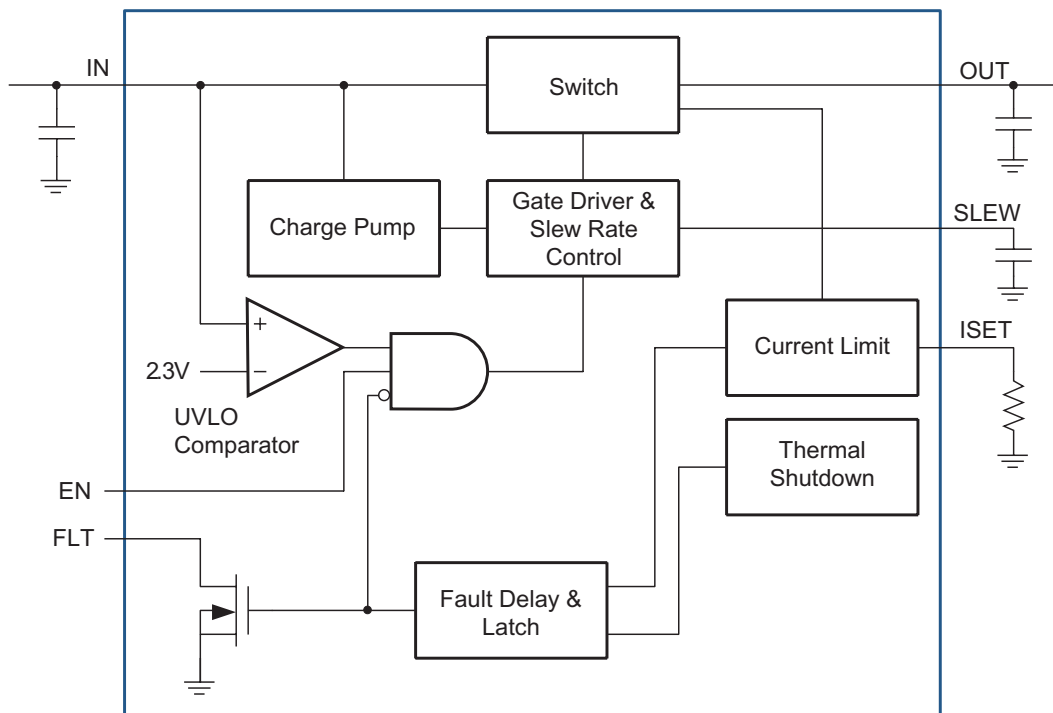 IN
OUT
Switch
Charge Pump
Gate Driver &
Slew Rate
Control
SLEW
+
2.3V
−
UVLO
Comparator
Current Limit
ISET
Thermal
Shutdown
EN
FLT
Fault Delay &
Latch